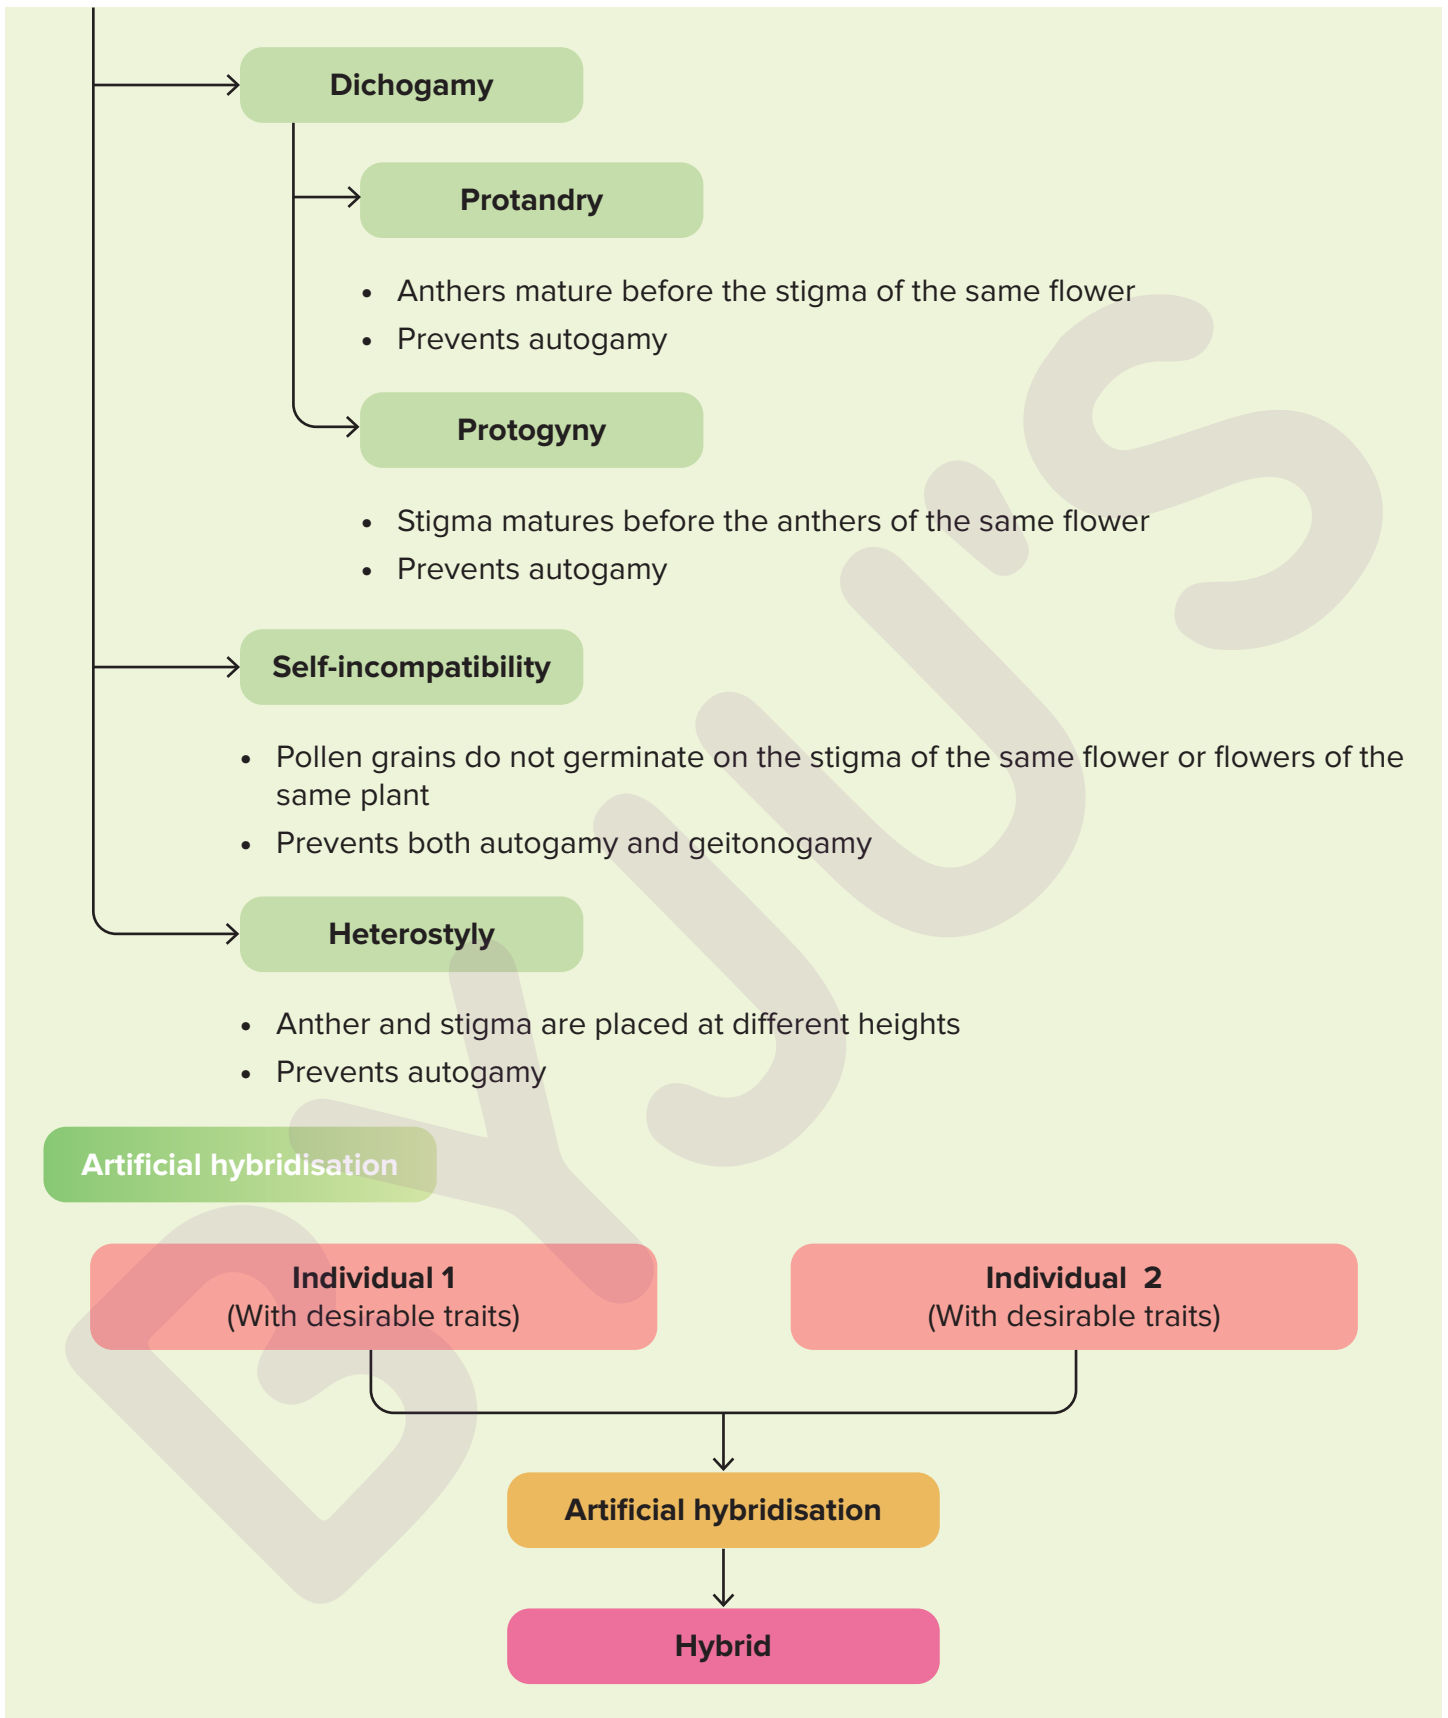 Dichogamy
Protandry
• Anthers mature before the stigma of the same flower
• Prevents autogamy
Protogyny
• Stigma matures before the anthers of the same flower
• Prevents autogamy
Self-incompatibility
• Pollen grains do not germinate on the stigma of the same flower or flowers of the
same plant
• Prevents both autogamy and geitonogamy
Heterostyly
• Anther and stigma are placed at different heights
• Prevents autogamy
Artificial hybridisation
Individual 1
(With desirable traits)
Individual 2
(With desirable traits)
Artificial hybridisation
Hybrid
BYJU'S